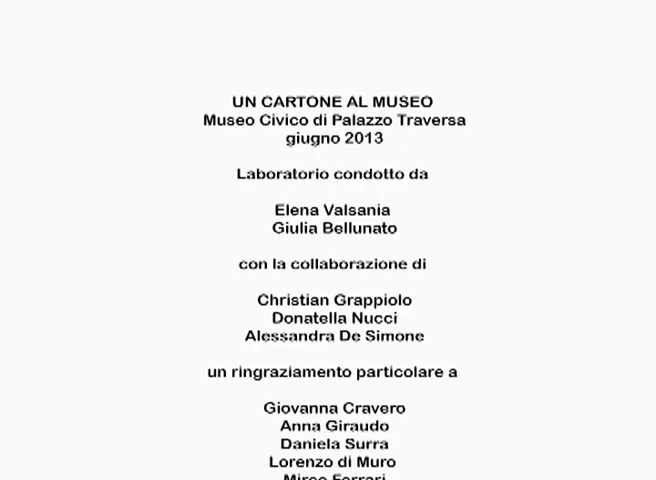 UN CARTONE AL MUSEO
Museo Civico di Palazzo Traversa
giugno 2013
Laboratorio condotto da
Elena Valsania
Giulia Bellunato
con la collaborazione di
Christian Grappiolo
Donatella Nucci
Alessandra De Simone
un ringraziamento particolare a
Giovanna Cravero
Anna Giraudo
Daniela Surra
Lorenzo di Muro
Mirco Ferrari